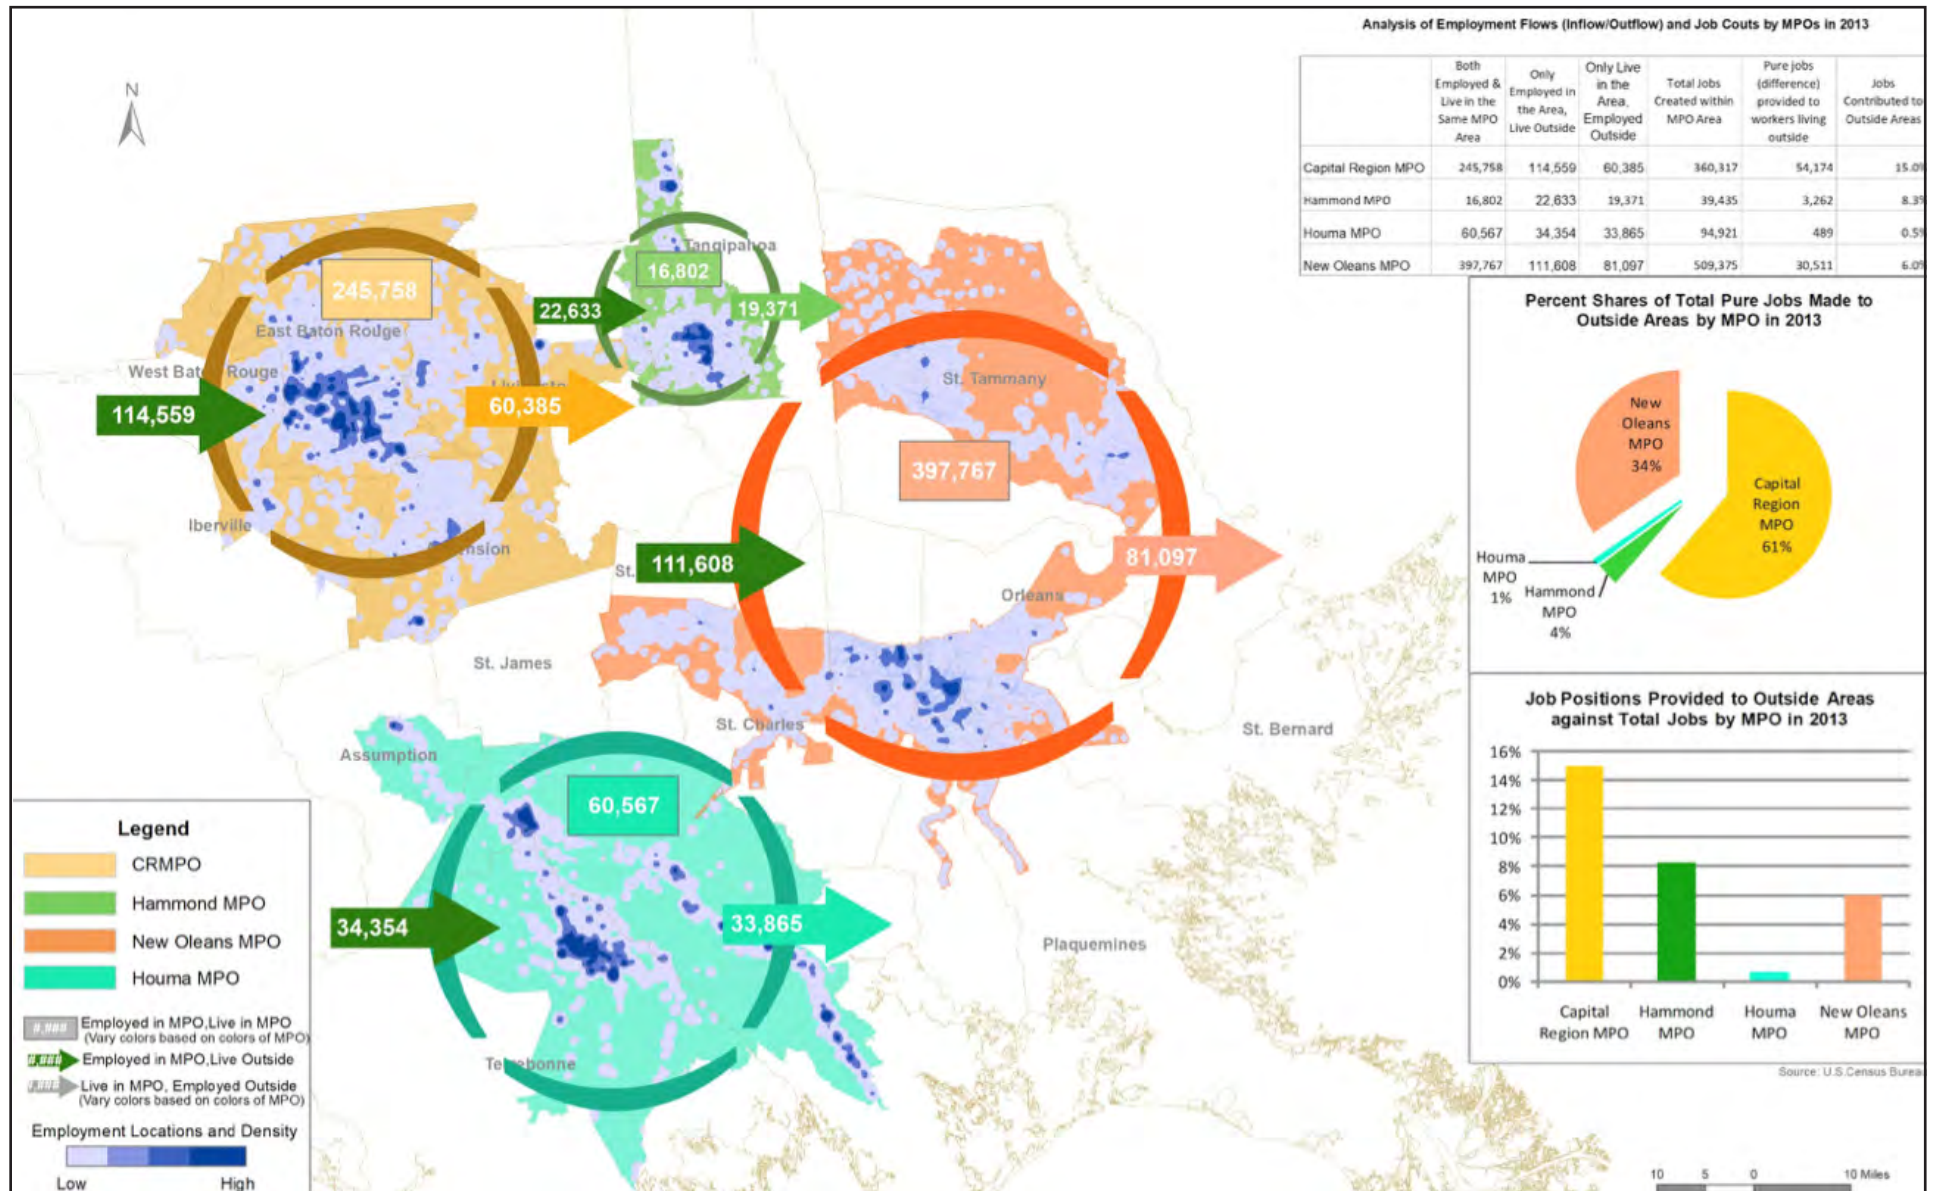 Analysis of Employment Flows (Inflow/Outflow) and Job Couts by MPOs in 2013
Both Employed & Live in the Same MPO Area
Only Employed in the Area, Live Outside
Only Live in the Area, Employed Outside
Total Jobs Created within MPO Area
Pure jobs (difference) provided to workers living outside
Jobs Contributed to Outside Areas
Capital Region MPO 245,758 114,559 60,385 360,317 54,174 15.0%
Hammond MPO 16,802 22,633 19,371 39,435 3,262 8.3%
Houma MPO 60,567 34,354 33,865 94,921 489 0.5%
New Oleans MPO 397,767 111,608 81,097 509,375 30,511 6.0%
N
Tangipahoa
16,802
22,633
19,371
245,758
East Baton Rouge
West Bat Rouge
114,559
60,385
Iberville
nsion
St. Tammany
397,767
St.
111,608
81,097
Orleans
St. James
St. Charles
St. Bernard
Assumption
60,567
34,354
33,865
Plaquemines
Te ebonne
Percent Shares of Total Pure Jobs Made to
Outside Areas by MPO in 2013
New
Oleans
MPO
34%
Capital
Region
MPO
61%
Houma
MPO
1%
Hammond
MPO
4%
Job Positions Provided to Outside Areas
against Total Jobs by MPO in 2013
16%
14%
12%
10%
8%
6%
4%
2%
0%
Capital
Region MPO
Hammond
MPO
Houma
MPO
New Oleans
MPO
Source: U.S.Census Burea
Legend
CRMPO
Hammond MPO
New Oleans MPO
Houma MPO
#,###
Employed in MPO,Live in MPO
(Vary colors based on colors of MPO)
#,###
Employed in MPO,Live Outside
#,###
Live in MPO, Employed Outside
(Vary colors based on colors of MPO)
Employment Locations and Density
Low High
10 5 0 10 Miles